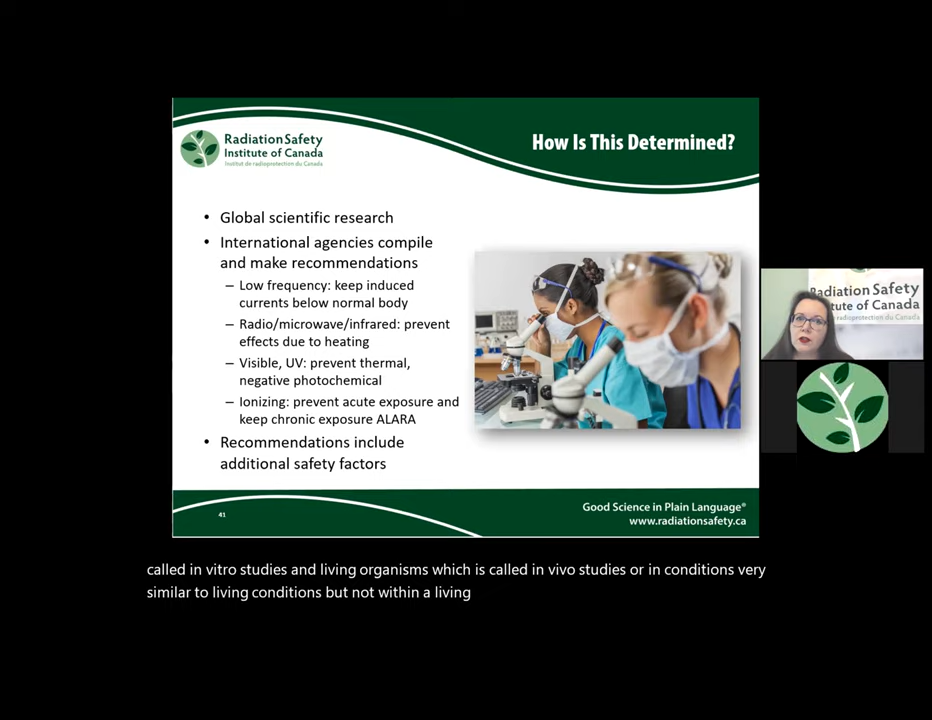 Radiation Safety
Institute of Canada
Institut de radioprotection du Canada
How Is This Determined?
• Global scientific research
• International agencies compile
and make recommendations
– Low frequency: keep induced
currents below normal body
– Radio/microwave/infrared: prevent
effects due to heating
– Visible, UV: prevent thermal,
negative photochemical
– Ionizing: prevent acute exposure and
keep chronic exposure ALARA
• Recommendations include
additional safety factors
41
Good Science in Plain Language®
www.radiationsafety.ca
Radiation Safety
tute of Canada
radioprotection du Canada
called in vitro studies and living organisms which is called in vivo studies or in conditions very
similar to living conditions but not within a living